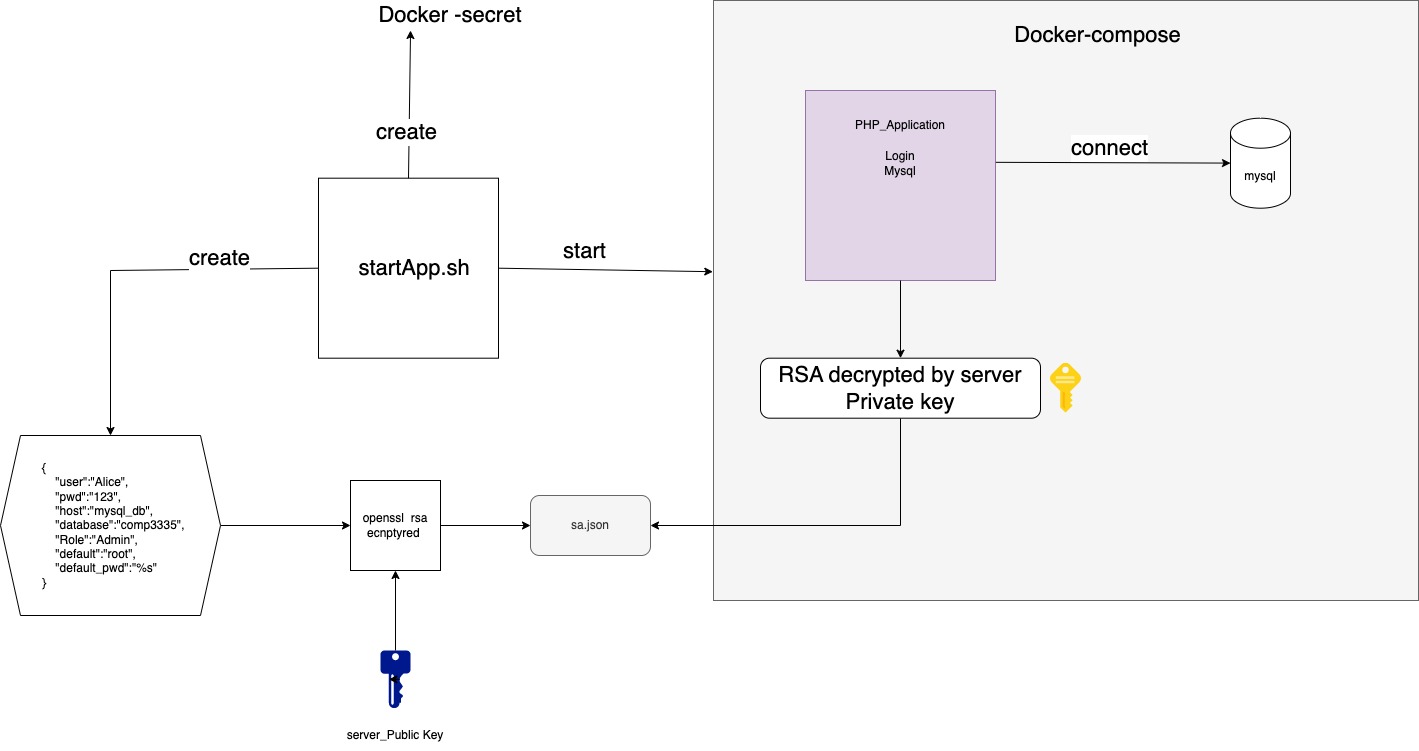 Docker -secret
Docker-compose
create
PHP_Application
Login
Mysql
connect
mysql
create
startApp.sh
start
RSA decrypted by server
Private key
{
"user":"Alice",
"pwd":"123",
"host":"mysql_db",
"database":"comp3335",
"Role":"Admin",
"default":"root",
"default_pwd":"%s"
}
openssl rsa
ecnptyred
sa.json
server_Public Key